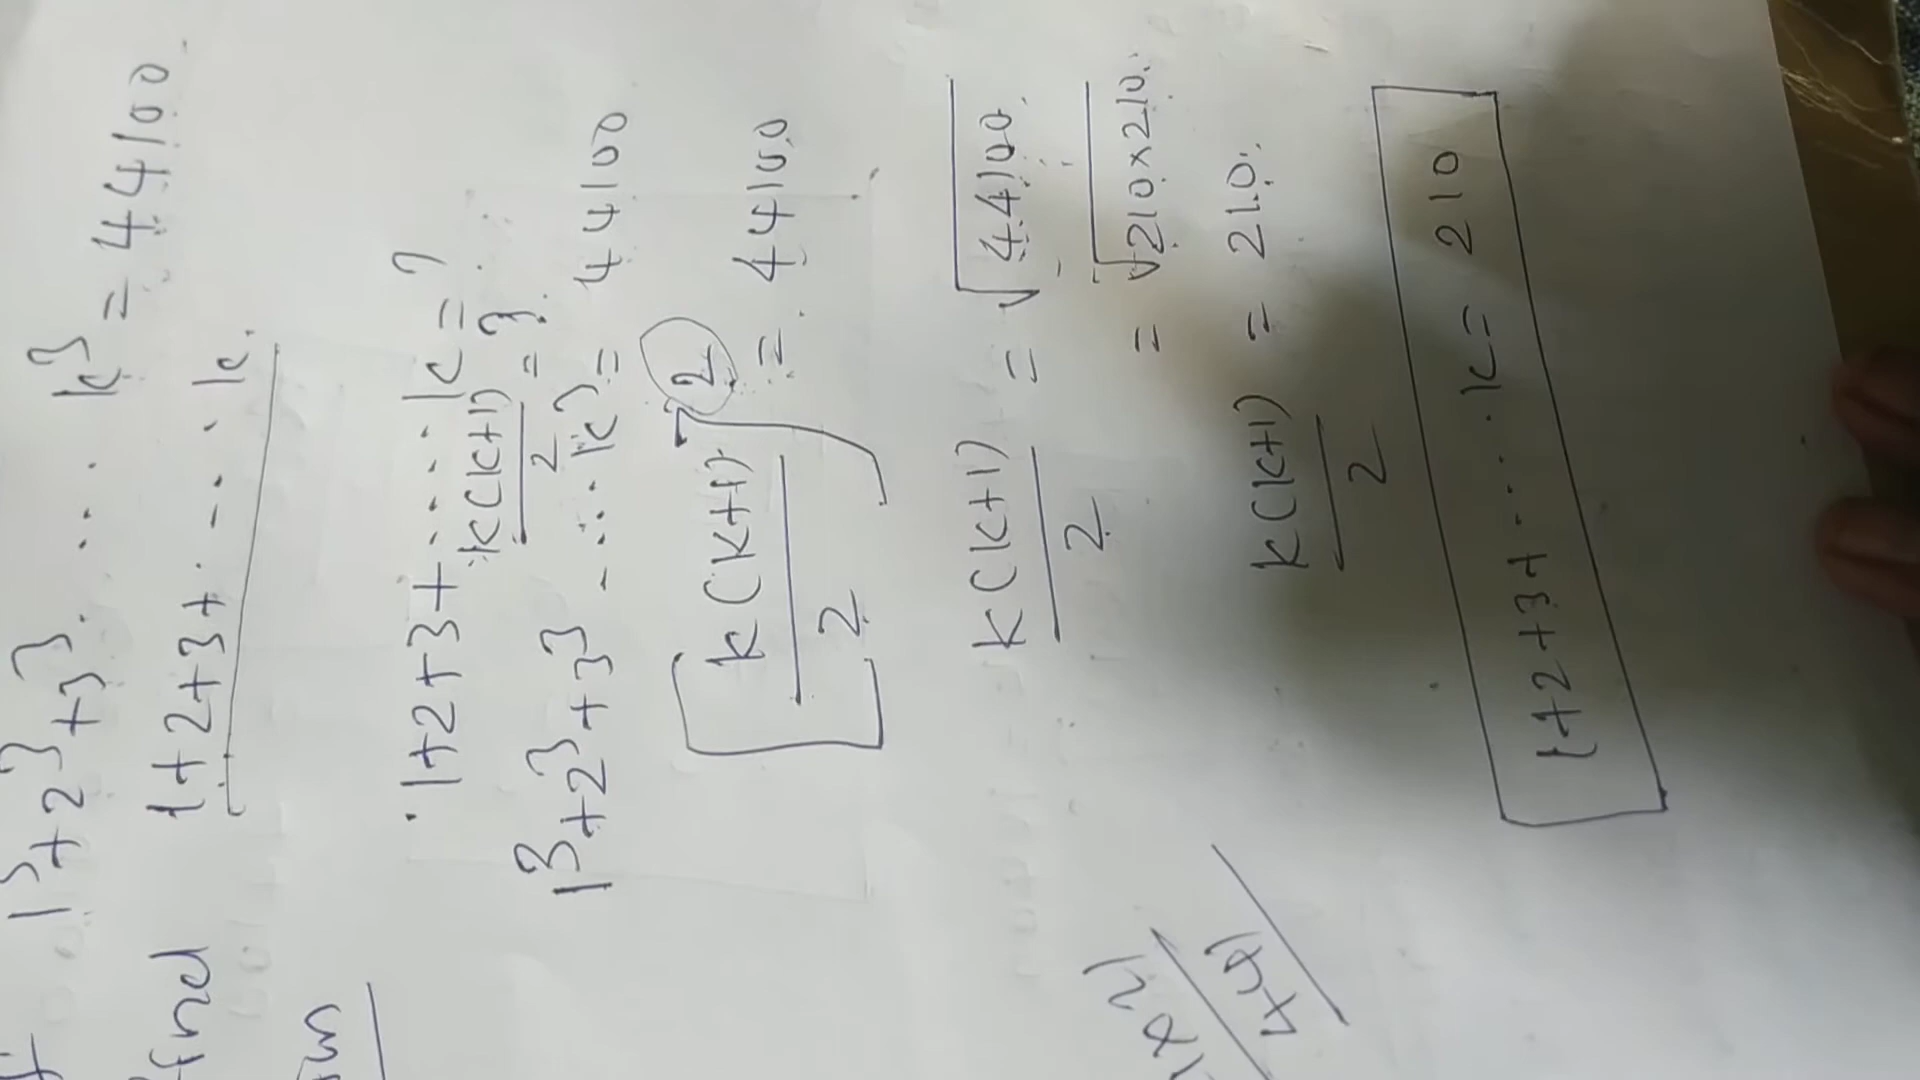 1³+2³+3³. .... k³ = 44100.
find 1+2+3+ - ... k.
1+2+3+..... k = ?
k(k+1)/2 = ?.
1³+2³+3³ - ... k³ = 44100
[k(k+1)/2]² = 44100
k(k+1)/2 = √44100.
= √210×210.
k(k+1)/2 = 210.
1+2+3+ ..... k = 210
441